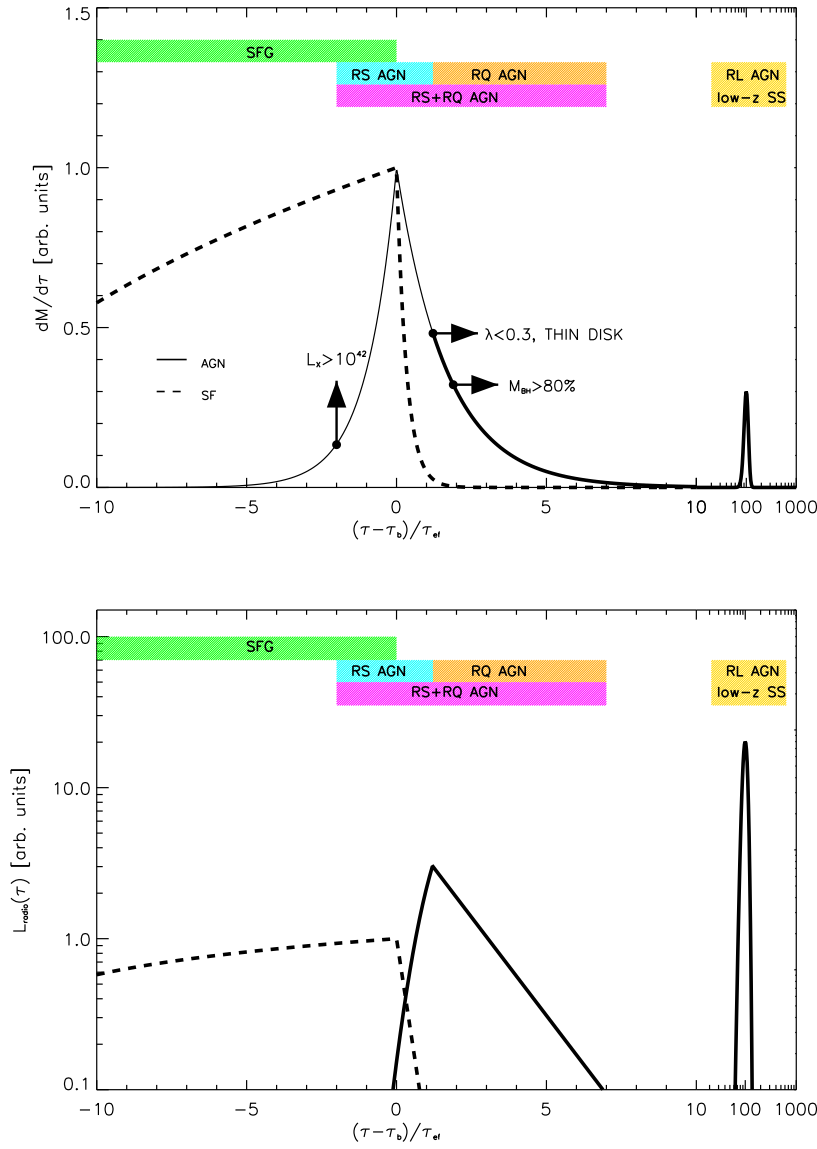 1.5
SFG
RS AGN RQ AGN RL AGN
RS+RQ AGN low-z SS
1.0
dM/dτ [arb. units]
0.5
λ<0.3, THIN DISK
Lx>10^42
AGN
M_BH>80%
SF
0.0
-10 -5 0 5 10 10 100 1000
(τ-τ_b)/τ_ef
100.0
SFG
RS AGN RQ AGN RL AGN
RS+RQ AGN low-z SS
10.0
L_radio(τ) [arb. units]
1.0
0.1
-10 -5 0 5 10 100 1000
(τ-τ_b)/τ_ef